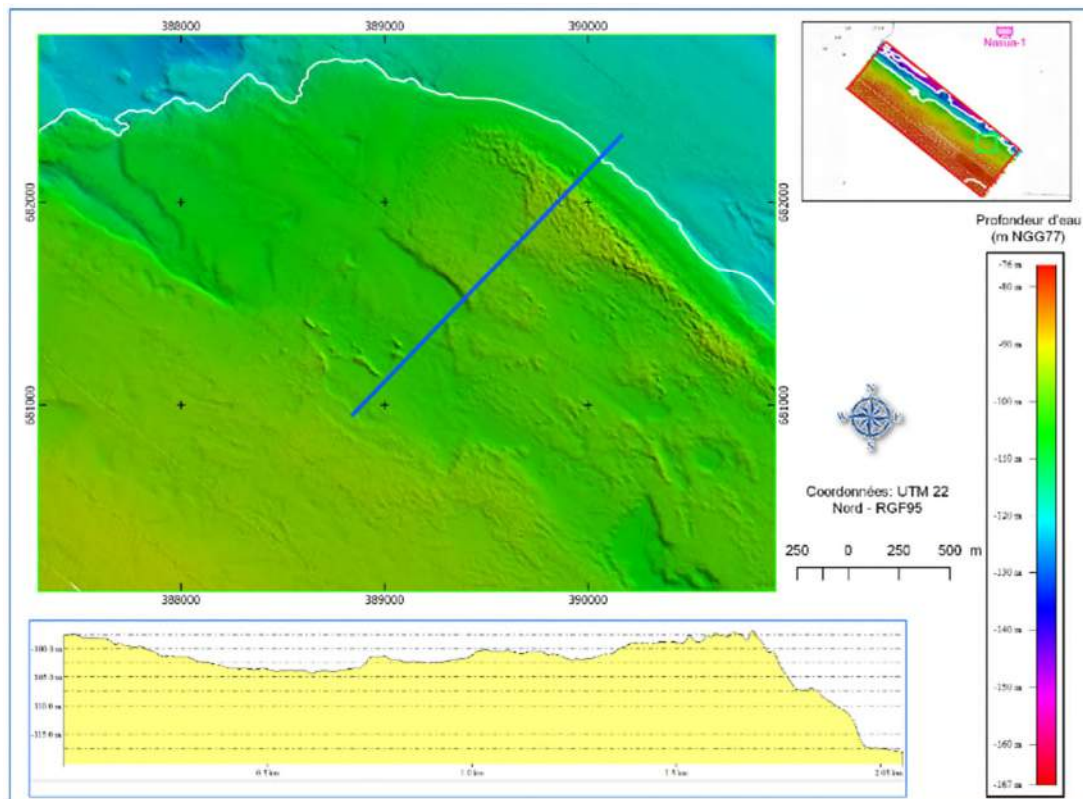 388000 389000 390000
Nasua-1
682000 682000
Profondeur d'eau
(m NGG77)
-76 m
-80 m
-90 m
-100 m
681000 681000
-110 m
Coordonnées: UTM 22
Nord - RGF95
-120 m
250 0 250 500 m
-130 m
-140 m
388000 389000 390000
-150 m
-100.0 m
-105.0 m
-110.0 m
-115.0 m
-160 m
-167 m
0.5 km 1.0 km 1.5 km 2.05 km